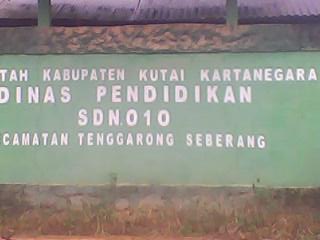 TAH KABUPATEN KUTAI KARTANEGARA
DINAS PENDIDIKAN
SDN.010
CAMATAN TENGGARONG SEBERANG